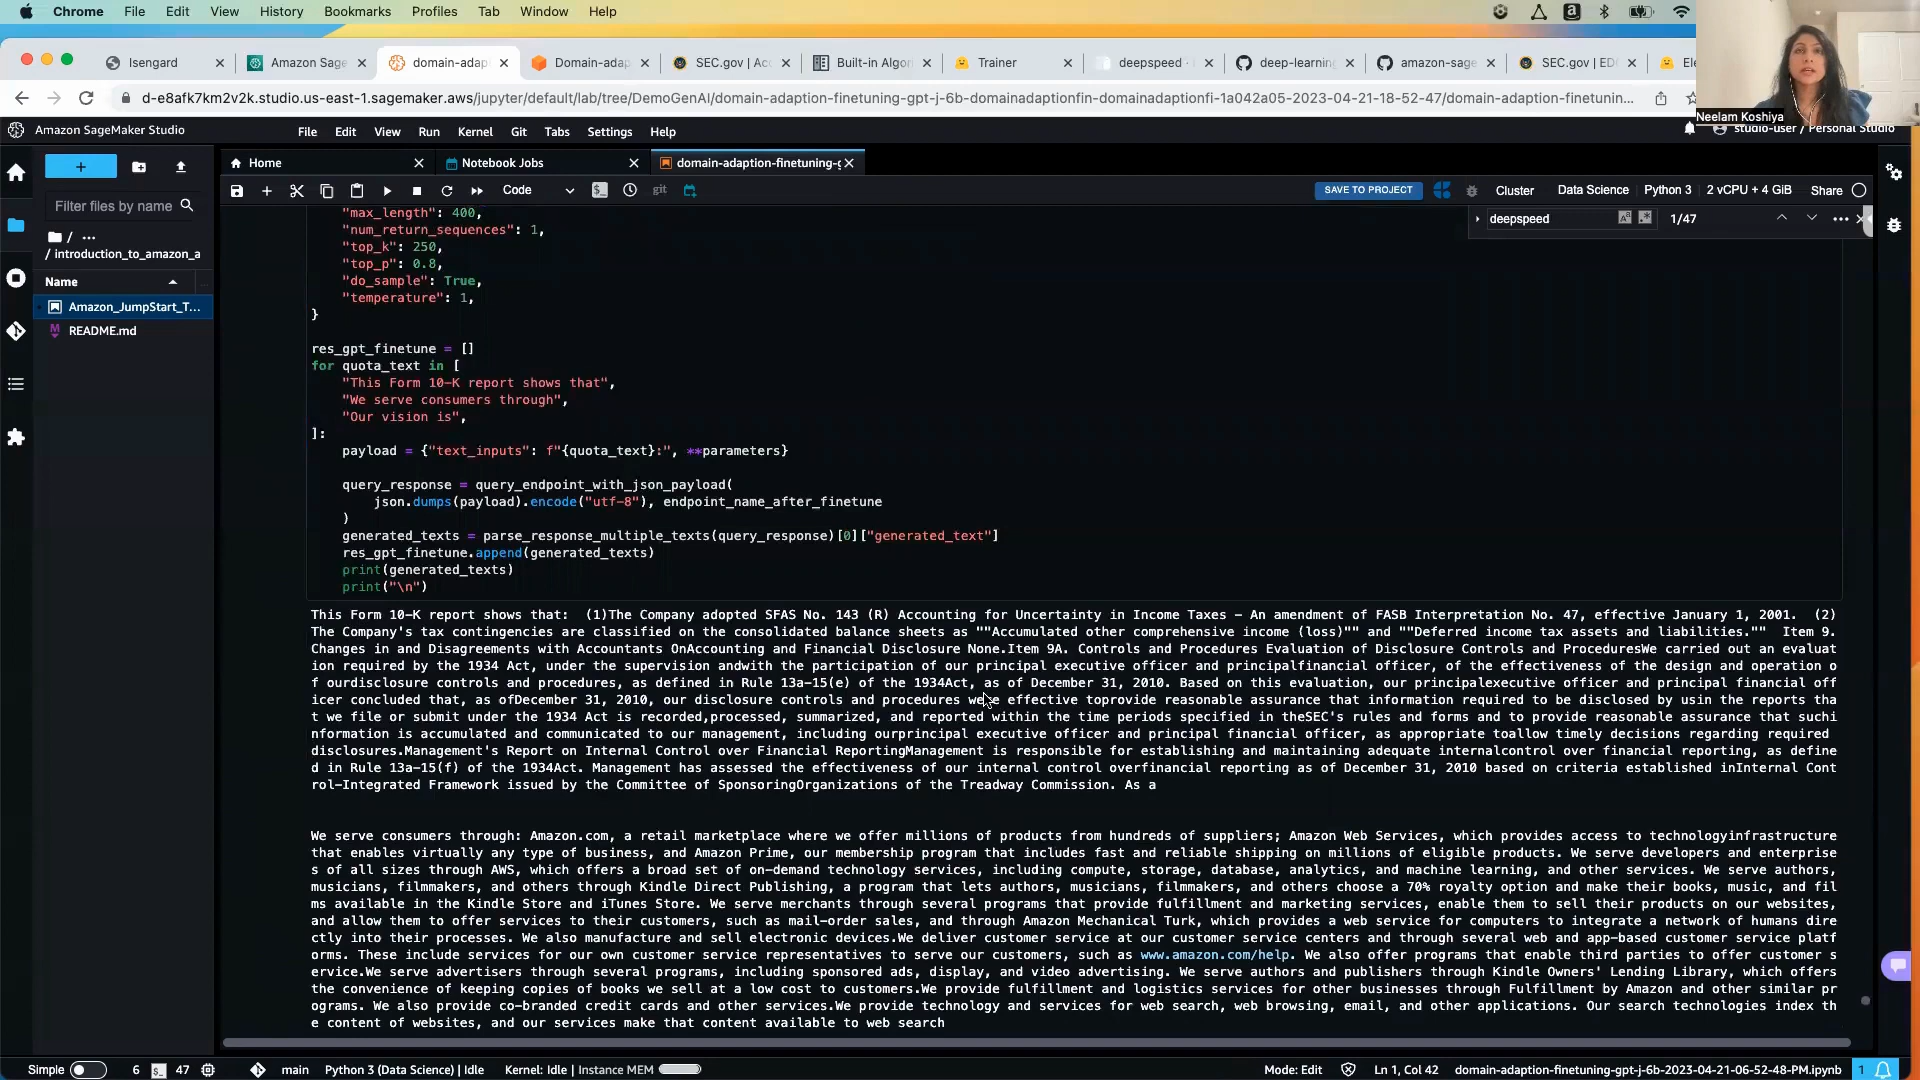 Chrome File Edit View History Bookmarks Profiles Tab Window Help
Isengard
Amazon Sage
domain-adap
Domain-adap
SEC.gov | Acc
Built-in Algor
Trainer
deepspeed ·
deep-learning
amazon-sage
SEC.gov | ED
Ele
d-e8afk7km2v2k.studio.us-east-1.sagemaker.aws/jupyter/default/lab/tree/DemoGenAI/domain-adaption-finetuning-gpt-j-6b-domainadaptionfin-domainadaptionfi-1a042a05-2023-04-21-18-52-47/domain-adaption-finetunin...
Neelam Koshiya
Amazon SageMaker Studio
File Edit View Run Kernel Git Tabs Settings Help
studio-user / Personal Studio
Home
Notebook Jobs
domain-adaption-finetuning-g
Code
git
SAVE TO PROJECT
Cluster
Data Science
Python 3
2 vCPU + 4 GiB
Share
Filter files by name
/ ...
/ introduction_to_amazon_a
Name
Amazon_JumpStart_T...
README.md
deepspeed
1/47
"max_length": 400,
"num_return_sequences": 1,
"top_k": 250,
"top_p": 0.8,
"do_sample": True,
"temperature": 1,
}
res_gpt_finetune = []
for quota_text in [
"This Form 10-K report shows that",
"We serve consumers through",
"Our vision is",
]:
payload = {"text_inputs": f"{quota_text}:", **parameters}
query_response = query_endpoint_with_json_payload(
json.dumps(payload).encode("utf-8"), endpoint_name_after_finetune
)
generated_texts = parse_response_multiple_texts(query_response)[0]["generated_text"]
res_gpt_finetune.append(generated_texts)
print(generated_texts)
print("\n")
This Form 10-K report shows that:  (1)The Company adopted SFAS No. 143 (R) Accounting for Uncertainty in Income Taxes – An amendment of FASB Interpretation No. 47, effective January 1, 2001.  (2)
The Company's tax contingencies are classified on the consolidated balance sheets as ""Accumulated other comprehensive income (loss)"" and ""Deferred income tax assets and liabilities.""  Item 9.
Changes in and Disagreements with Accountants OnAccounting and Financial Disclosure None.Item 9A. Controls and Procedures Evaluation of Disclosure Controls and ProceduresWe carried out an evaluat
ion required by the 1934 Act, under the supervision andwith the participation of our principal executive officer and principalfinancial officer, of the effectiveness of the design and operation o
f ourdisclosure controls and procedures, as defined in Rule 13a-15(e) of the 1934Act, as of December 31, 2010. Based on this evaluation, our principalexecutive officer and principal financial off
icer concluded that, as ofDecember 31, 2010, our disclosure controls and procedures were effective toprovide reasonable assurance that information required to be disclosed by usin the reports tha
t we file or submit under the 1934 Act is recorded,processed, summarized, and reported within the time periods specified in theSEC's rules and forms and to provide reasonable assurance that suchi
nformation is accumulated and communicated to our management, including ourprincipal executive officer and principal financial officer, as appropriate toallow timely decisions regarding required
disclosures.Management's Report on Internal Control over Financial ReportingManagement is responsible for establishing and maintaining adequate internalcontrol over financial reporting, as define
d in Rule 13a-15(f) of the 1934Act. Management has assessed the effectiveness of our internal control overfinancial reporting as of December 31, 2010 based on criteria established inInternal Cont
rol-Integrated Framework issued by the Committee of SponsoringOrganizations of the Treadway Commission. As a
We serve consumers through: Amazon.com, a retail marketplace where we offer millions of products from hundreds of suppliers; Amazon Web Services, which provides access to technologyinfrastructure
that enables virtually any type of business, and Amazon Prime, our membership program that includes fast and reliable shipping on millions of eligible products. We serve developers and enterprise
s of all sizes through AWS, which offers a broad set of on-demand technology services, including compute, storage, database, analytics, and machine learning, and other services. We serve authors,
musicians, filmmakers, and others through Kindle Direct Publishing, a program that lets authors, musicians, filmmakers, and others choose a 70% royalty option and make their books, music, and fil
ms available in the Kindle Store and iTunes Store. We serve merchants through several programs that provide fulfillment and marketing services, enable them to sell their products on our websites,
and allow them to offer services to their customers, such as mail-order sales, and through Amazon Mechanical Turk, which provides a web service for computers to integrate a network of humans dire
ctly into their processes. We also manufacture and sell electronic devices.We deliver customer service at our customer service centers and through several web and app-based customer service platf
orms. These include services for our own customer service representatives to serve our customers, such as www.amazon.com/help. We also offer programs that enable third parties to offer customer s
ervice.We serve advertisers through several programs, including sponsored ads, display, and video advertising. We serve authors and publishers through Kindle Owners' Lending Library, which offers
the convenience of keeping copies of books we sell at a low cost to customers.We provide fulfillment and logistics services for other businesses through Fulfillment by Amazon and other similar pr
ograms. We also provide co-branded credit cards and other services.We provide technology and services for web search, web browsing, email, and other applications. Our search technologies index th
e content of websites, and our services make that content available to web search
Simple
6
47
main
Python 3 (Data Science) | Idle
Kernel: Idle | Instance MEM
Mode: Edit
Ln 1, Col 42
domain-adaption-finetuning-gpt-j-6b-2023-04-21-06-52-48-PM.ipynb
1